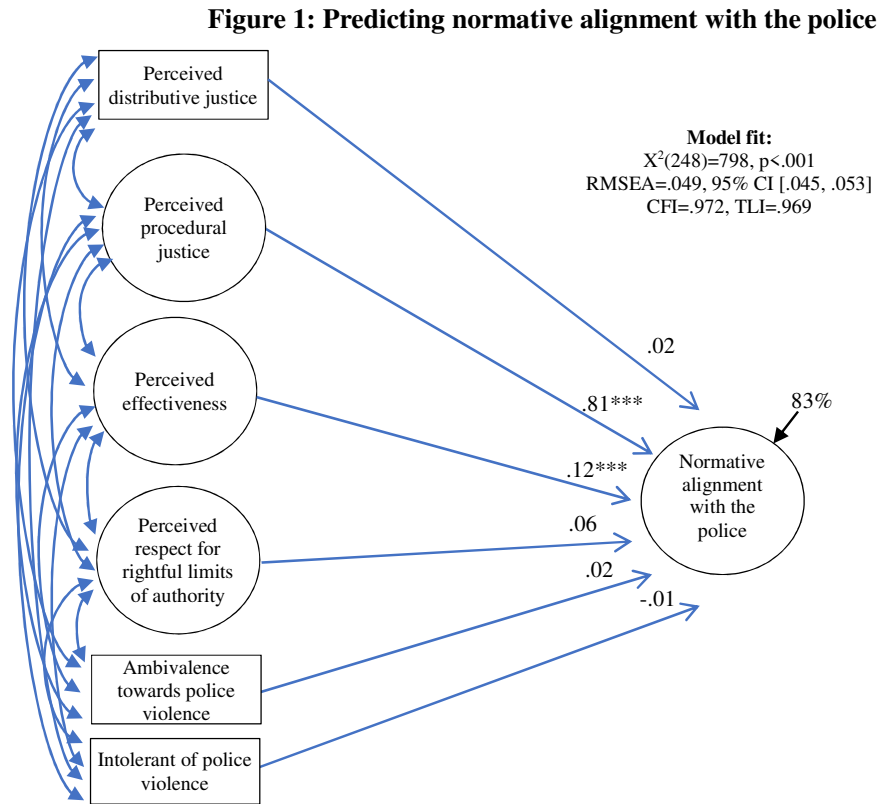 Figure 1: Predicting normative alignment with the police
Perceived
distributive justice
Model fit:
X²(248)=798, p<.001
RMSEA=.049, 95% CI [.045, .053]
CFI=.972, TLI=.969
Perceived
procedural
justice
.02
Perceived
effectiveness
.81***
83%
.12***
Normative
alignment
with the
police
Perceived
respect for
rightful limits
of authority
.06
.02
-.01
Ambivalence
towards police
violence
Intolerant of police
violence